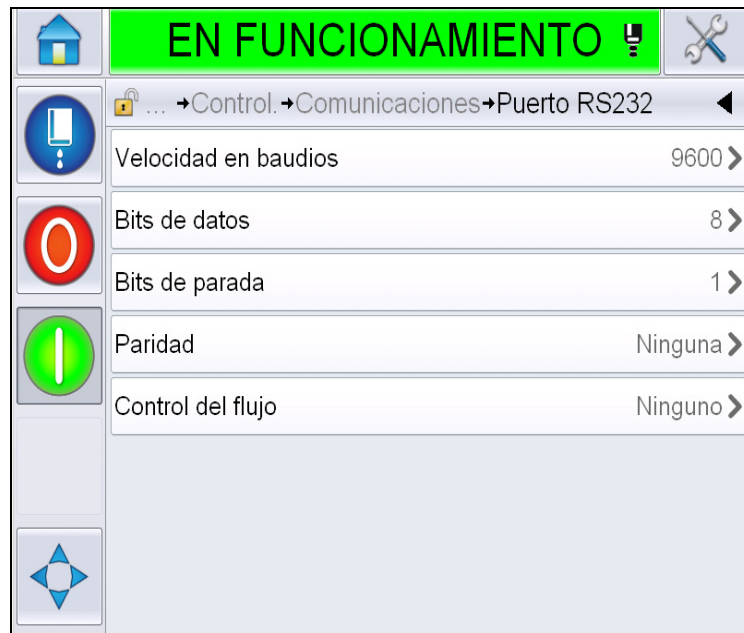 EN FUNCIONAMIENTO
... →Control.→Comunicaciones→Puerto RS232
Velocidad en baudios 9600
Bits de datos 8
Bits de parada 1
Paridad Ninguna
Control del flujo Ninguno